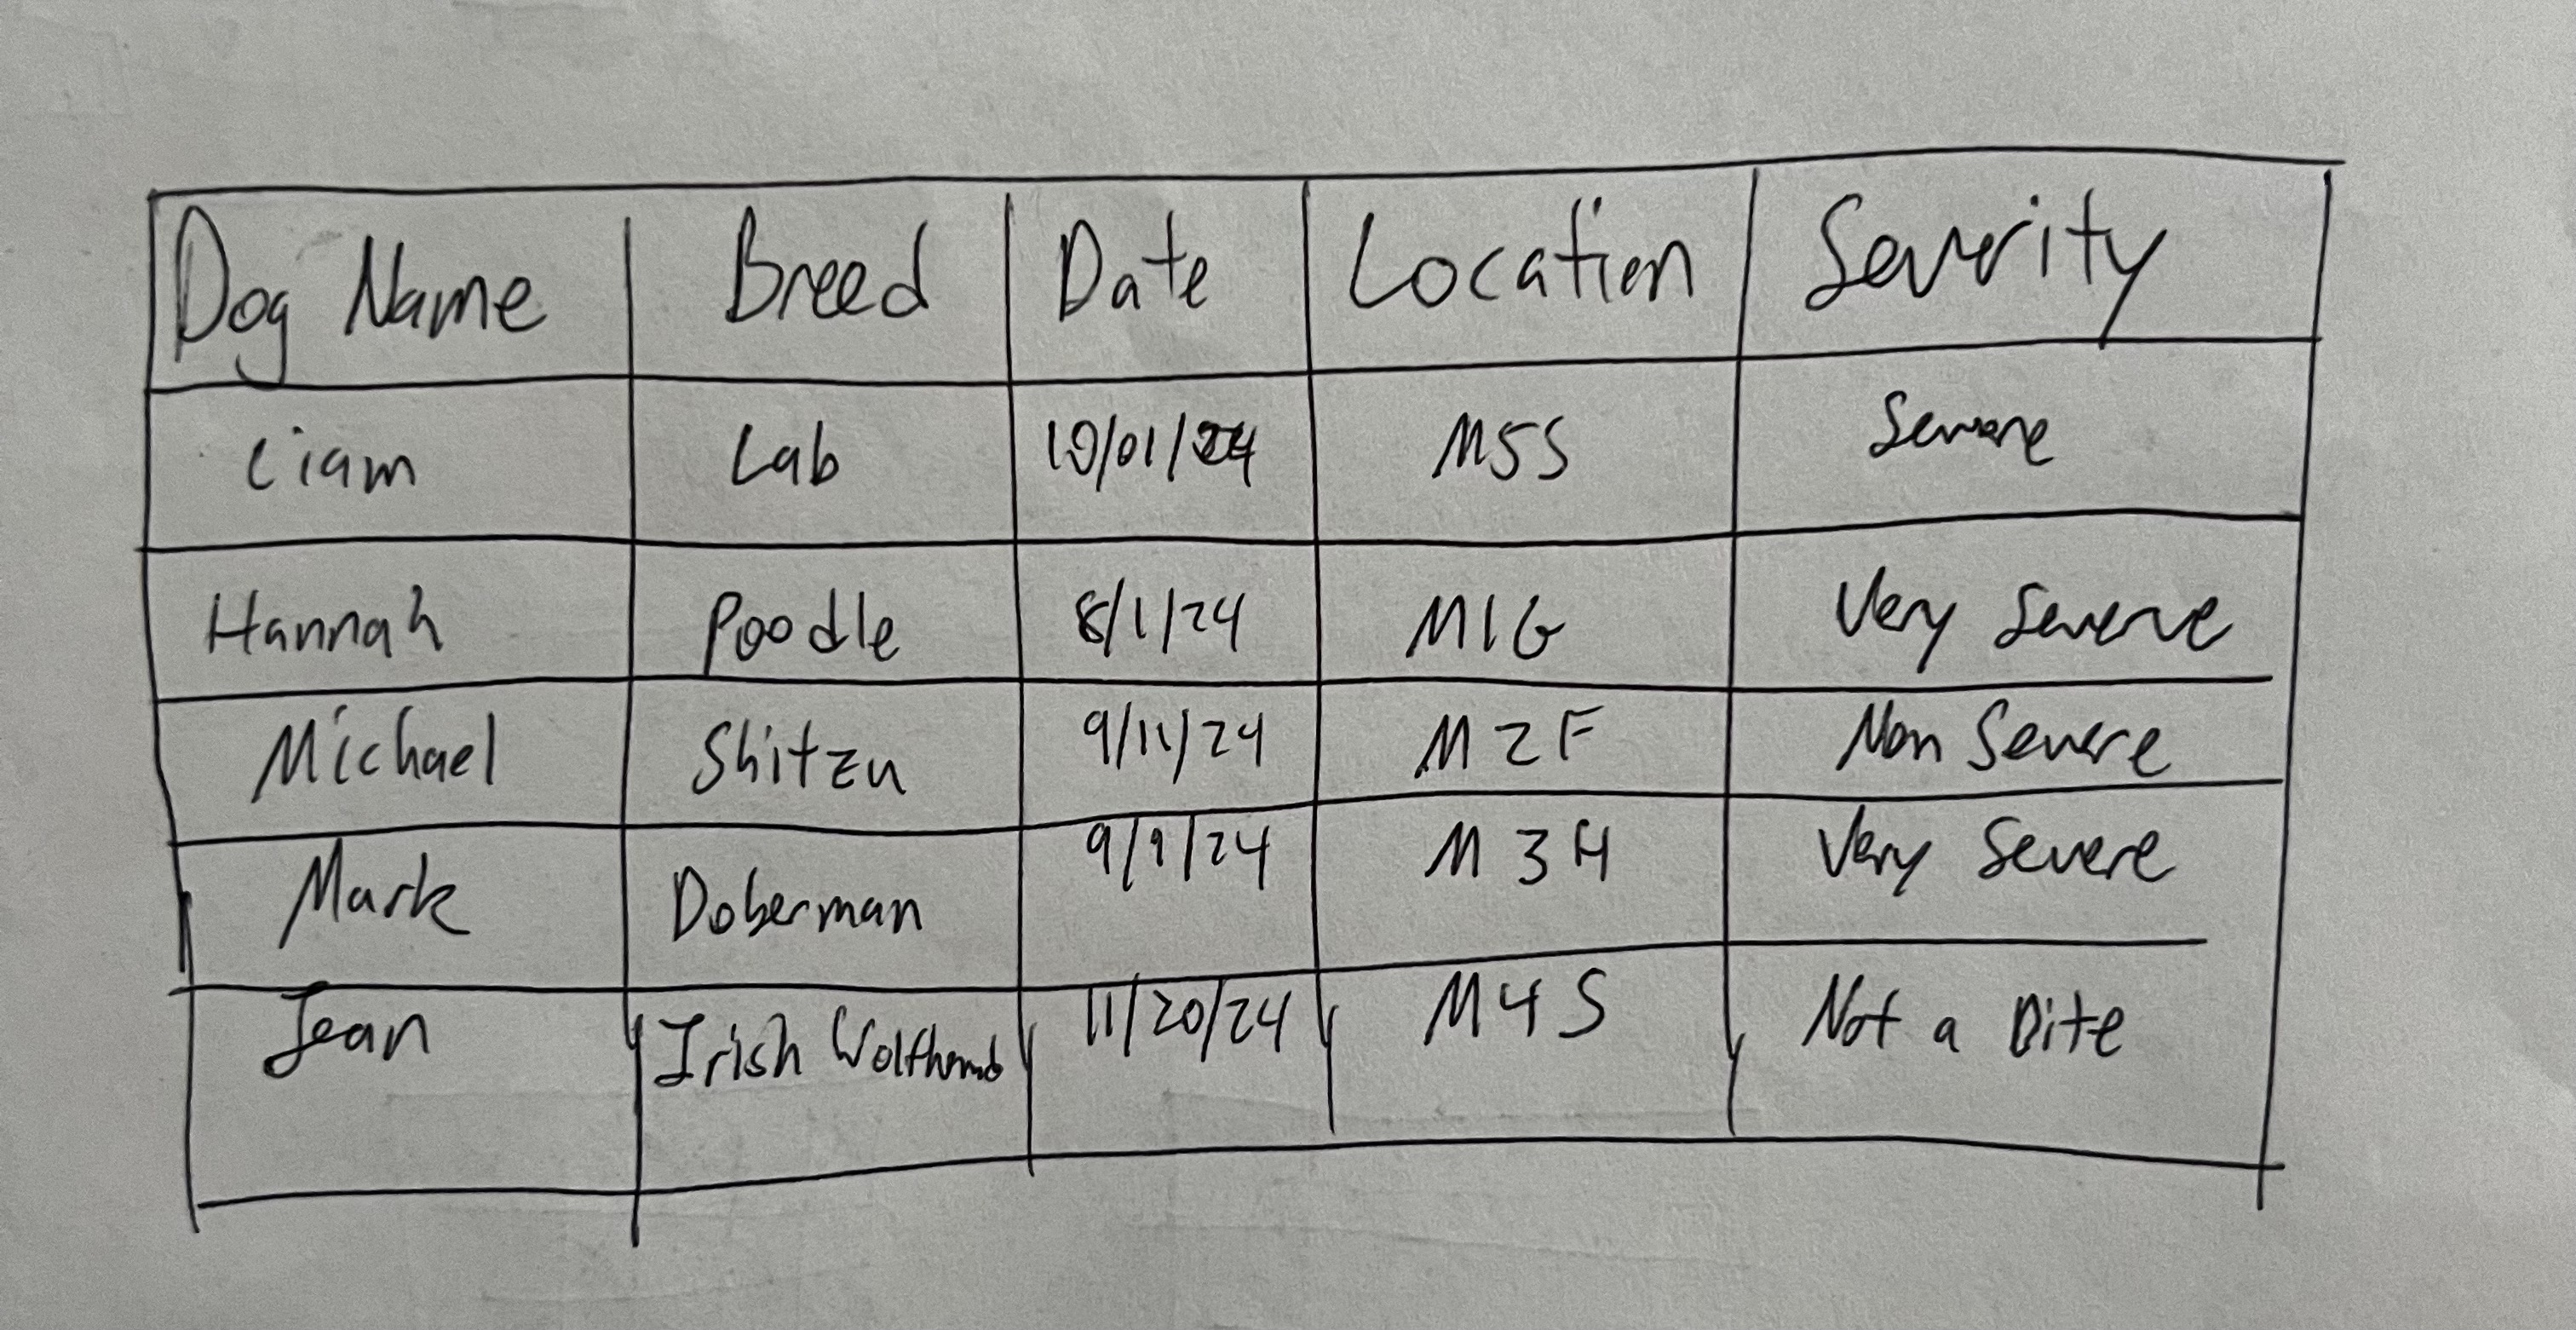 Dog Name Breed Date Location Severity
Liam Lab 10/01/24 M5S Severe
Hannah Poodle 8/1/24 M1G Very Severe
Michael Shitzu 9/11/24 M2F Non Severe
Mark Doberman 9/9/24 M3H Very Severe
Jean Irish Wolfhound 11/20/24 M4S Not a Bite